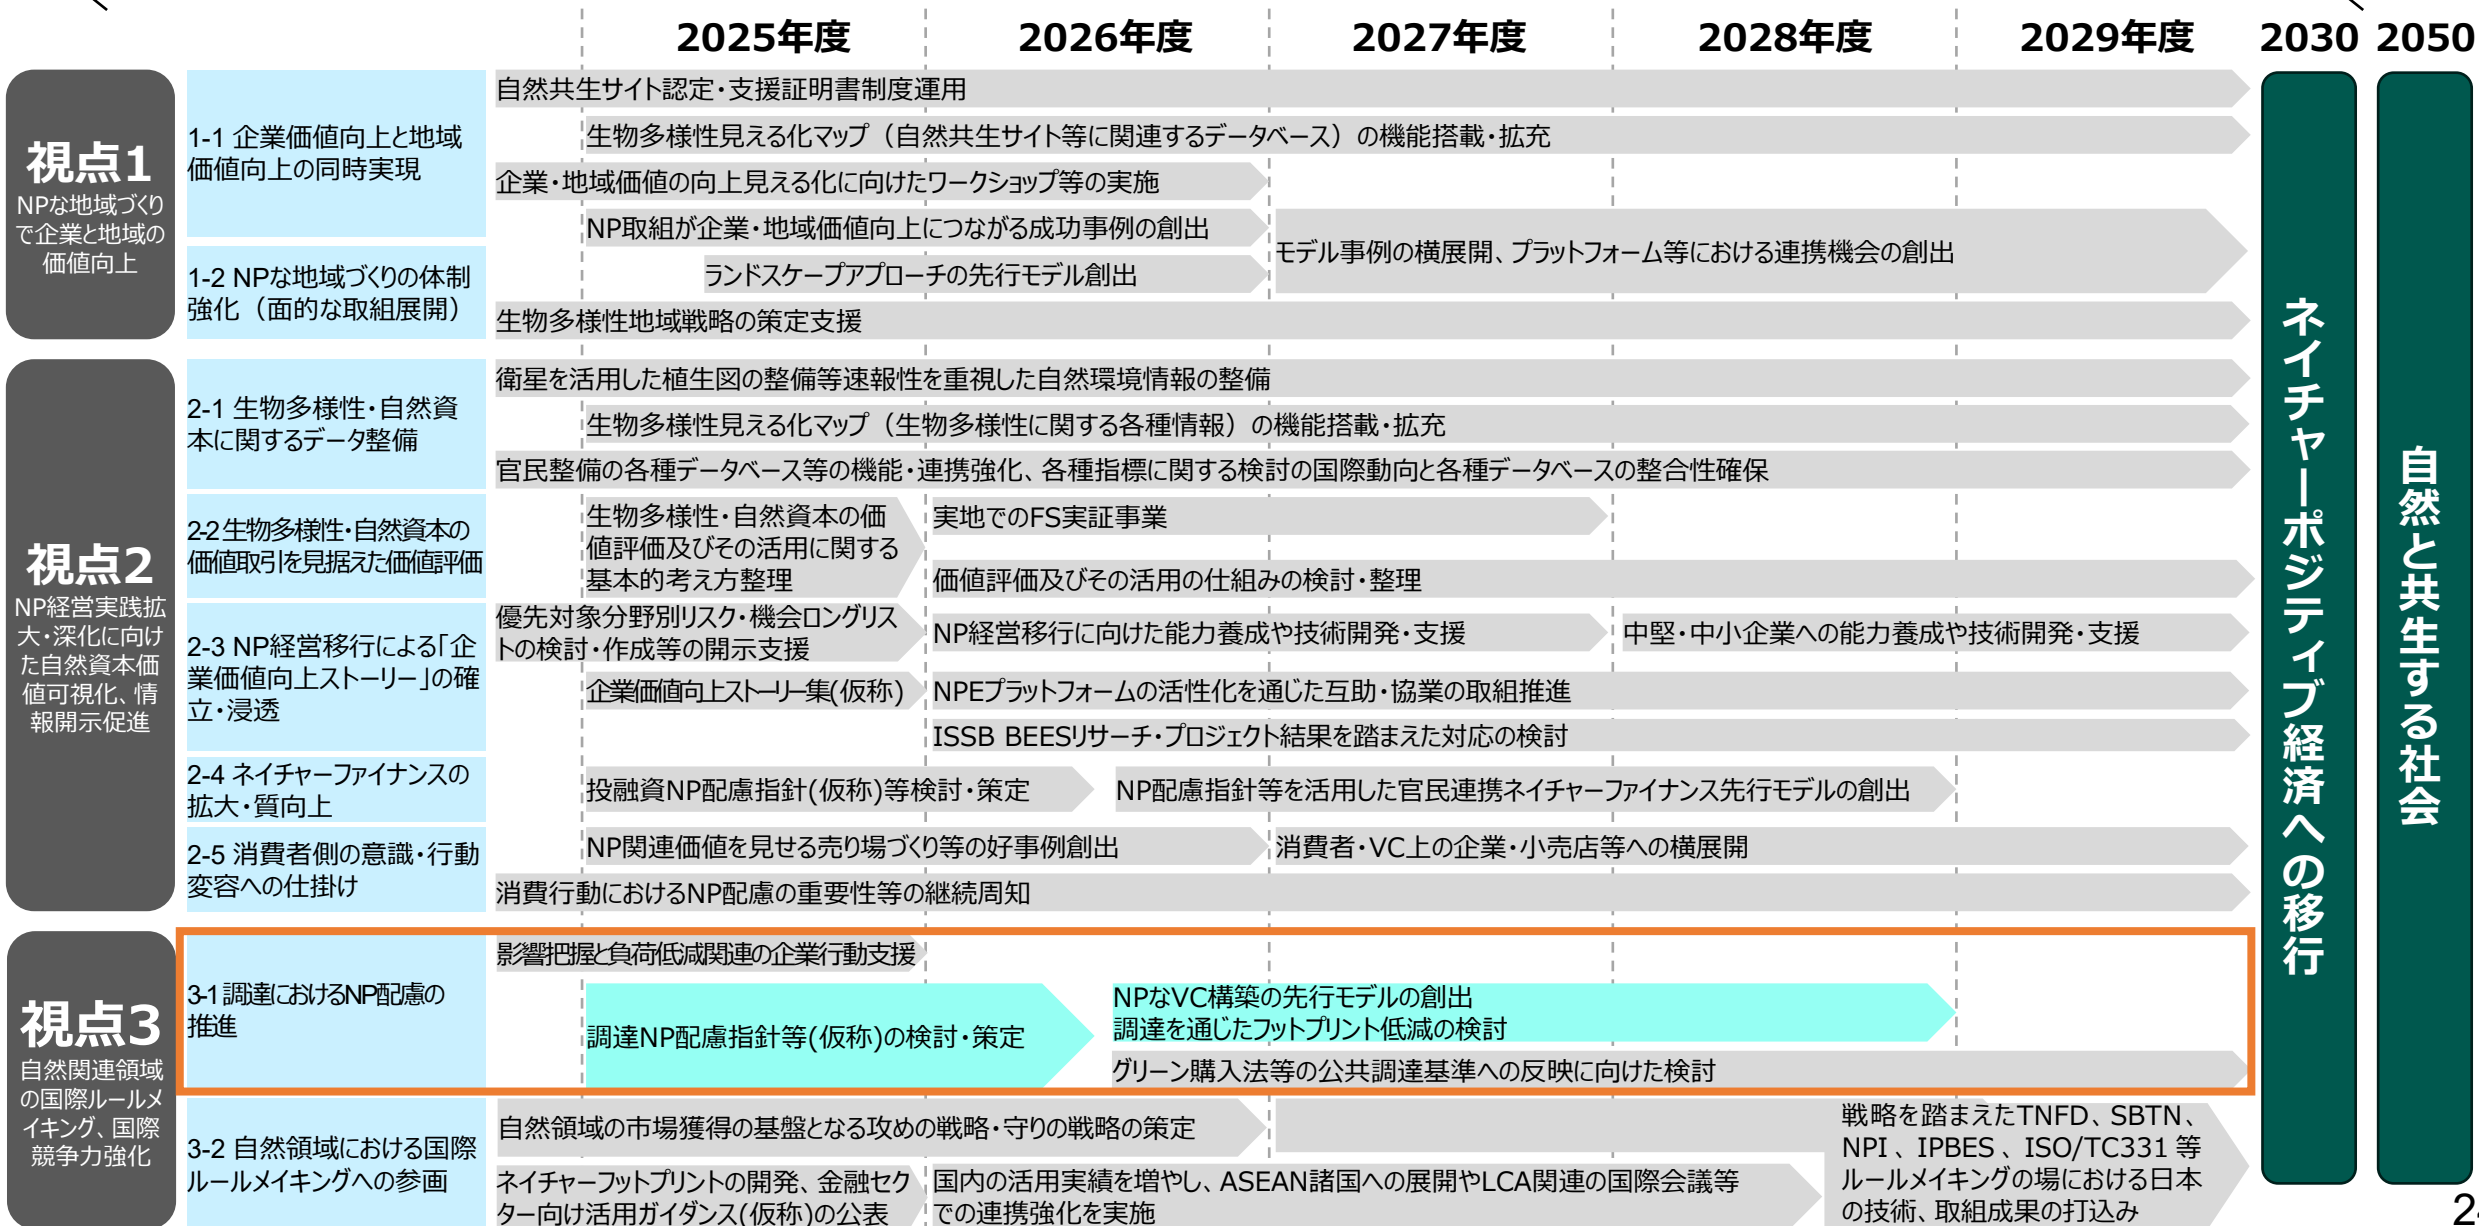 2025年度
2026年度
2027年度
2028年度
2029年度
2030
2050
視点1
NPな地域づくり
で企業と地域の
価値向上
1-1 企業価値向上と地域
価値向上の同時実現
自然共生サイト認定・支援証明書制度運用
生物多様性見える化マップ（自然共生サイト等に関連するデータベース）の機能搭載・拡充
企業・地域価値の向上見える化に向けたワークショップ等の実施
NP取組が企業・地域価値向上につながる成功事例の創出
モデル事例の横展開、プラットフォーム等における連携機会の創出
1-2 NPな地域づくりの体制
強化（面的な取組展開）
ランドスケープアプローチの先行モデル創出
生物多様性地域戦略の策定支援
視点2
NP経営実践拡
大・深化に向け
た自然資本価
値可視化、情
報開示促進
2-1 生物多様性・自然資
本に関するデータ整備
衛星を活用した植生図の整備等速報性を重視した自然環境情報の整備
生物多様性見える化マップ（生物多様性に関する各種情報）の機能搭載・拡充
官民整備の各種データベース等の機能・連携強化、各種指標に関する検討の国際動向と各種データベースの整合性確保
2-2 生物多様性・自然資本の
価値取引を見据えた価値評価
生物多様性・自然資本の価
値評価及びその活用に関する
基本的考え方整理
実地でのFS実証事業
価値評価及びその活用の仕組みの検討・整理
2-3 NP経営移行による「企
業価値向上ストーリー」の確
立・浸透
優先対象分野別リスク・機会ロングリス
トの検討・作成等の開示支援
NP経営移行に向けた能力養成や技術開発・支援
中堅・中小企業への能力養成や技術開発・支援
企業価値向上ストーリー集(仮称)
NPEプラットフォームの活性化を通じた互助・協業の取組推進
ISSB BEESリサーチ・プロジェクト結果を踏まえた対応の検討
2-4 ネイチャーファイナンスの
拡大・質向上
投融資NP配慮指針(仮称)等検討・策定
NP配慮指針等を活用した官民連携ネイチャーファイナンス先行モデルの創出
2-5 消費者側の意識・行動
変容への仕掛け
NP関連価値を見せる売り場づくり等の好事例創出
消費者・VC上の企業・小売店等への横展開
消費行動におけるNP配慮の重要性等の継続周知
視点3
自然関連領域
の国際ルールメ
イキング、国際
競争力強化
3-1 調達におけるNP配慮の
推進
影響把握と負荷低減関連の企業行動支援
調達NP配慮指針等(仮称)の検討・策定
NPなVC構築の先行モデルの創出
調達を通じたフットプリント低減の検討
グリーン購入法等の公共調達基準への反映に向けた検討
3-2 自然領域における国際
ルールメイキングへの参画
自然領域の市場獲得の基盤となる攻めの戦略・守りの戦略の策定
ネイチャーフットプリントの開発、金融セク
ター向け活用ガイダンス(仮称)の公表
国内の活用実績を増やし、ASEAN諸国への展開やLCA関連の国際会議等
での連携強化を実施
戦略を踏まえたTNFD、SBTN、
NPI 、IPBES 、ISO/TC331 等
ルールメイキングの場における日本
の技術、取組成果の打込み
ネイチャーポジティブ経済への移行
自然と共生する社会